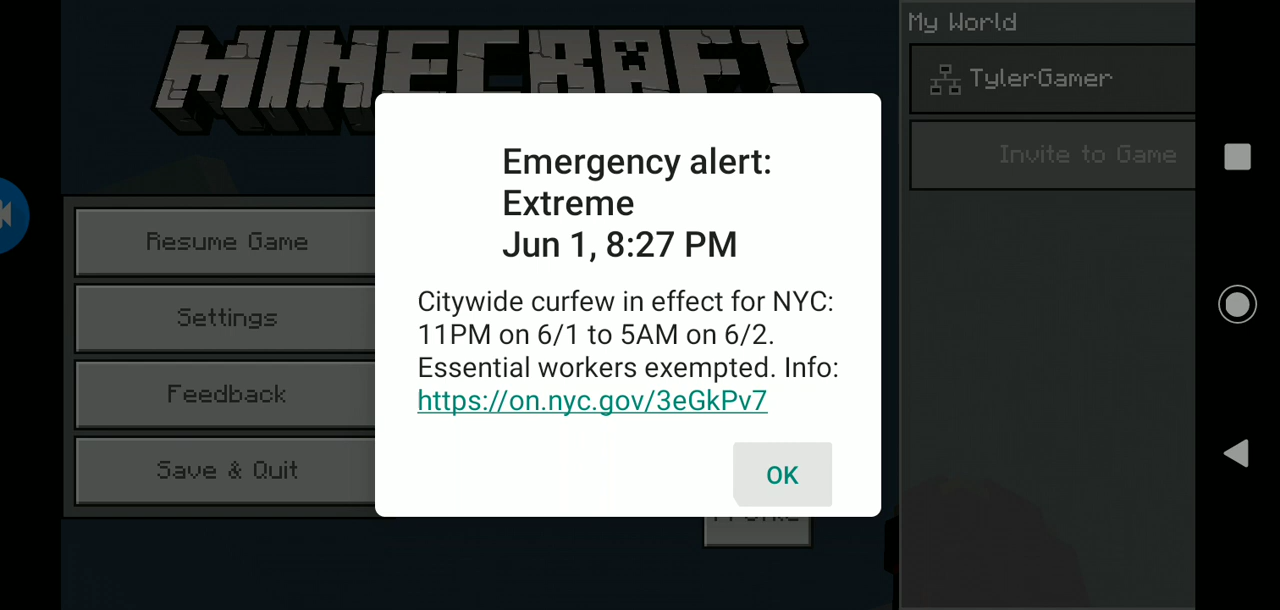 MINECRAFT
My World
TylerGamer
Invite to Game
Emergency alert:
Extreme
Jun 1, 8:27 PM
Citywide curfew in effect for NYC:
11PM on 6/1 to 5AM on 6/2.
Essential workers exempted. Info:
https://on.nyc.gov/3eGkPv7
OK
Resume Game
Settings
Feedback
Save & Quit
Profile